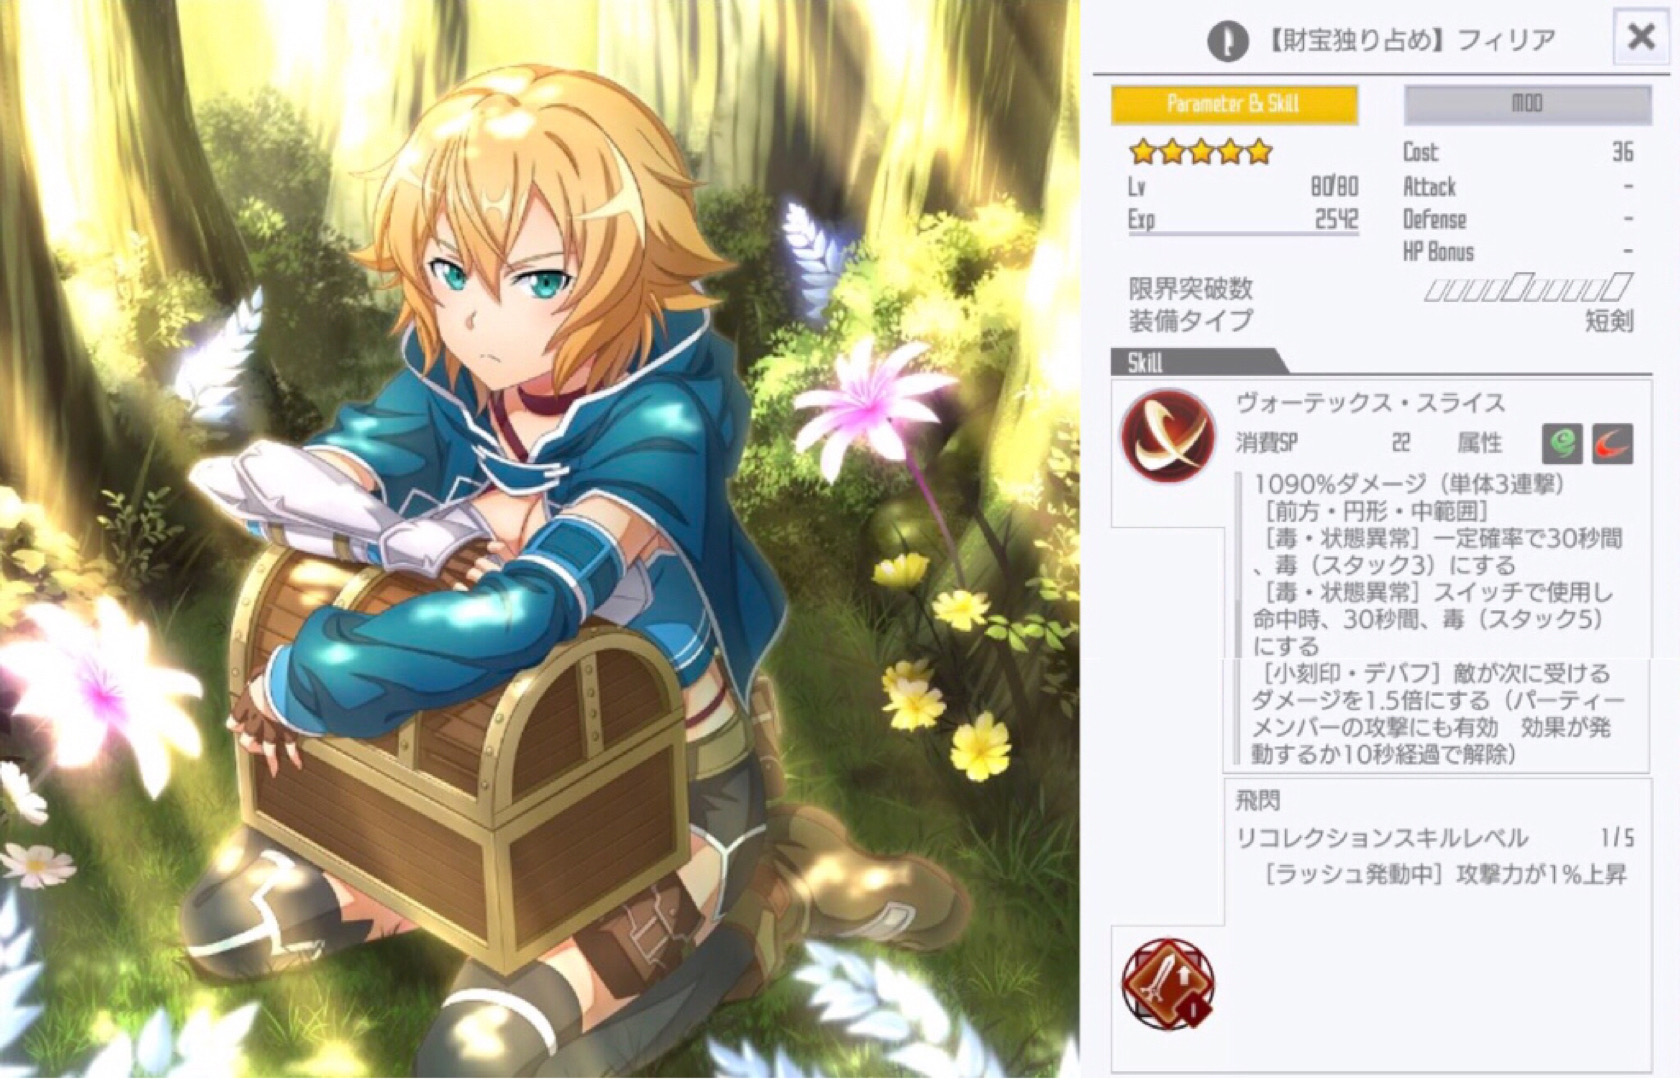 【財宝独り占め】フィリア
Parameter & Skill
MOD
Lv 80/80
Exp 2542
Cost 36
Attack -
Defense -
HP Bonus -
限界突破数
装備タイプ 短剣
Skill
ヴォーテックス・スライス
消費SP 22 属性
1090%ダメージ（単体3連撃）
［前方・円形・中範囲］
［毒・状態異常］一定確率で30秒間
、毒（スタック3）にする
［毒・状態異常］スイッチで使用し
命中時、30秒間、毒（スタック5）
にする
［小刻印・デバフ］敵が次に受ける
ダメージを1.5倍にする（パーティー
メンバーの攻撃にも有効　効果が発
動するか10秒経過で解除）
飛閃
リコレクションスキルレベル 1/5
［ラッシュ発動中］攻撃力が1%上昇
I